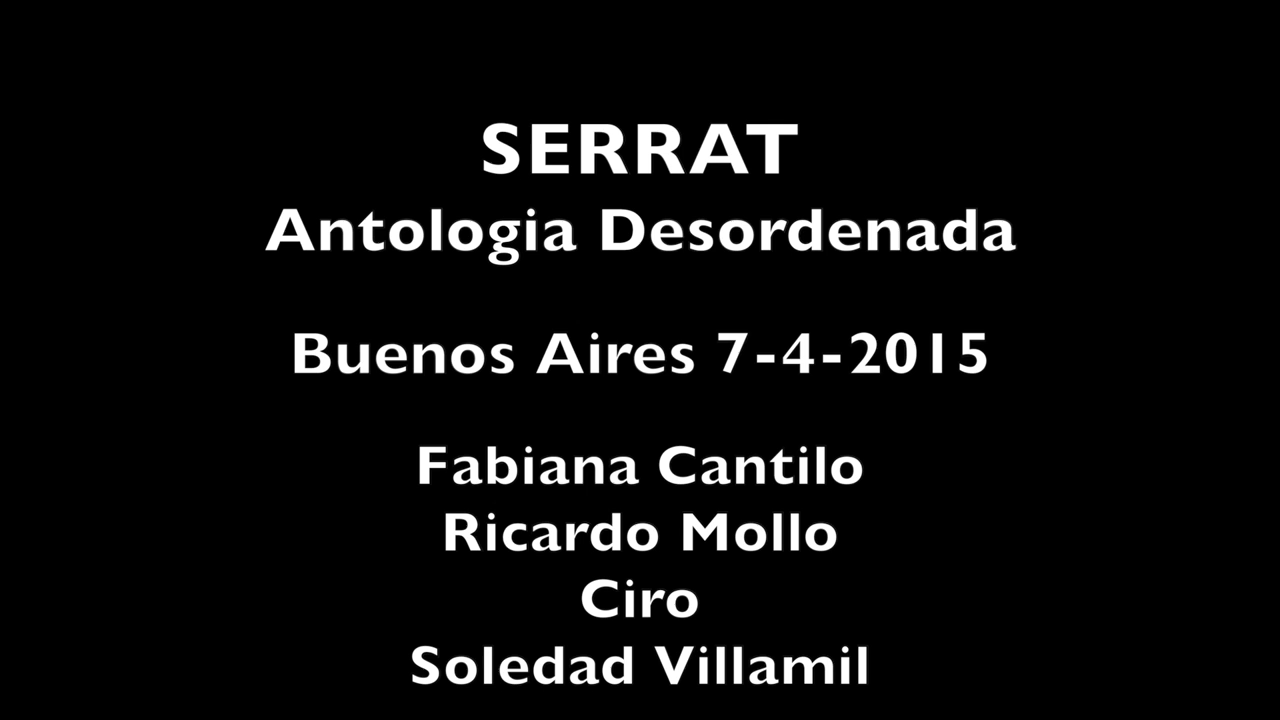 SERRAT
Antologia Desordenada
Buenos Aires 7-4-2015
Fabiana Cantilo
Ricardo Mollo
Ciro
Soledad Villamil